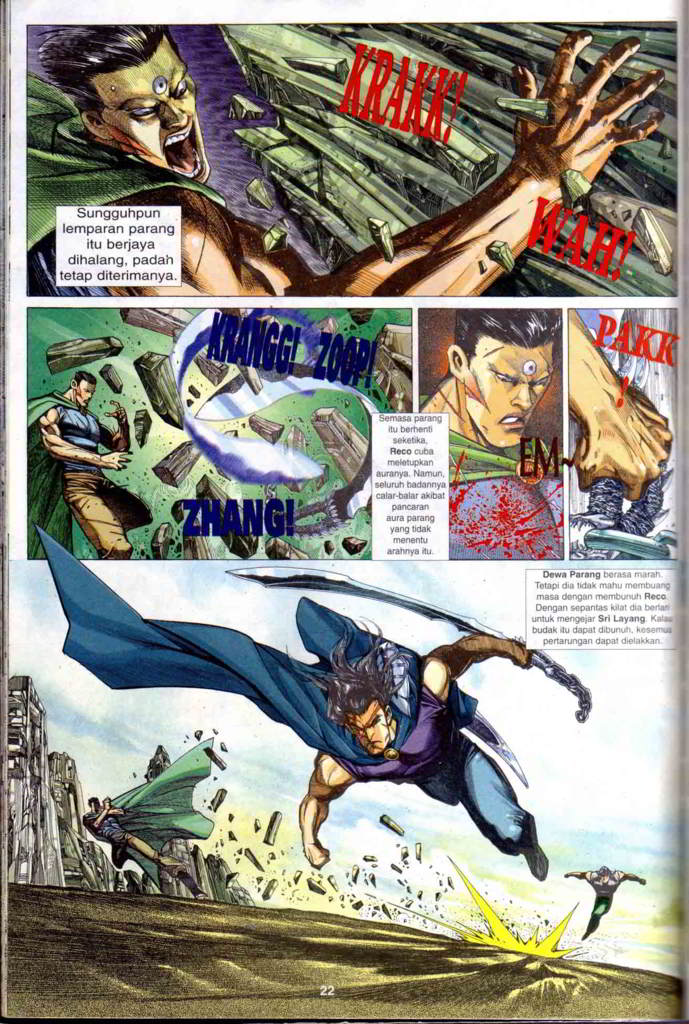 KRAKK!
WAH!
Sungguhpun
lemparan parang
itu berjaya
dihalang, padah
tetap diterimanya.
KRANGG! ZOOP!
ZHANG!
Semasa parang
itu berhenti
seketika,
Reco cuba
meletupkan
auranya. Namun,
seluruh badannya
calar-balar akibat
pancaran
aura parang
yang tidak
menentu
arahnya itu.
EM~
PAKK
!
Dewa Parang berasa marah.
Tetapi dia tidak mahu membuang
masa dengan membunuh Reco.
Dengan sepantas kilat dia berlari
untuk mengejar Sri Layang. Kalau
budak itu dapat dibunuh, kesemua
pertarungan dapat dielakkan.
22